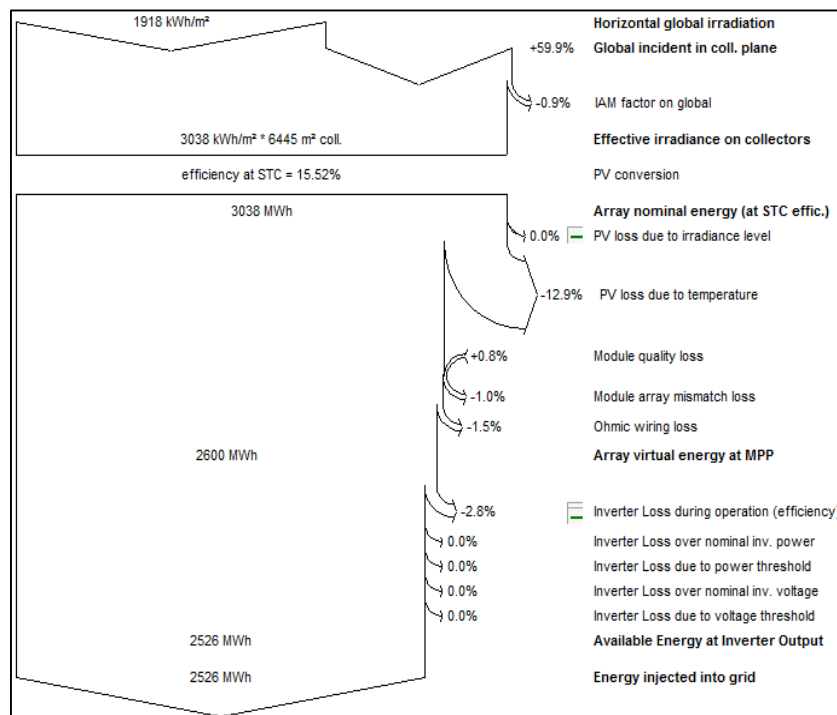 1918 kWh/m² Horizontal global irradiation
+59.9% Global incident in coll. plane
-0.9% IAM factor on global
3038 kWh/m² * 6445 m² coll. Effective irradiance on collectors
efficiency at STC = 15.52% PV conversion
3038 MWh Array nominal energy (at STC effic.)
0.0% PV loss due to irradiance level
-12.9% PV loss due to temperature
+0.8% Module quality loss
-1.0% Module array mismatch loss
-1.5% Ohmic wiring loss
2600 MWh Array virtual energy at MPP
-2.8% Inverter Loss during operation (efficiency)
0.0% Inverter Loss over nominal inv. power
0.0% Inverter Loss due to power threshold
0.0% Inverter Loss over nominal inv. voltage
0.0% Inverter Loss due to voltage threshold
2526 MWh Available Energy at Inverter Output
2526 MWh Energy injected into grid